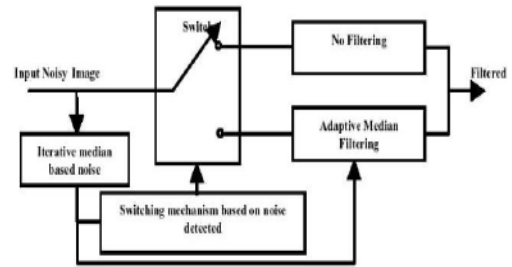 Switch
No Filtering
Input Noisy Image
Filtered
Adaptive Median
Filtering
Iterative median
based noise
Switching mechanism based on noise
detected